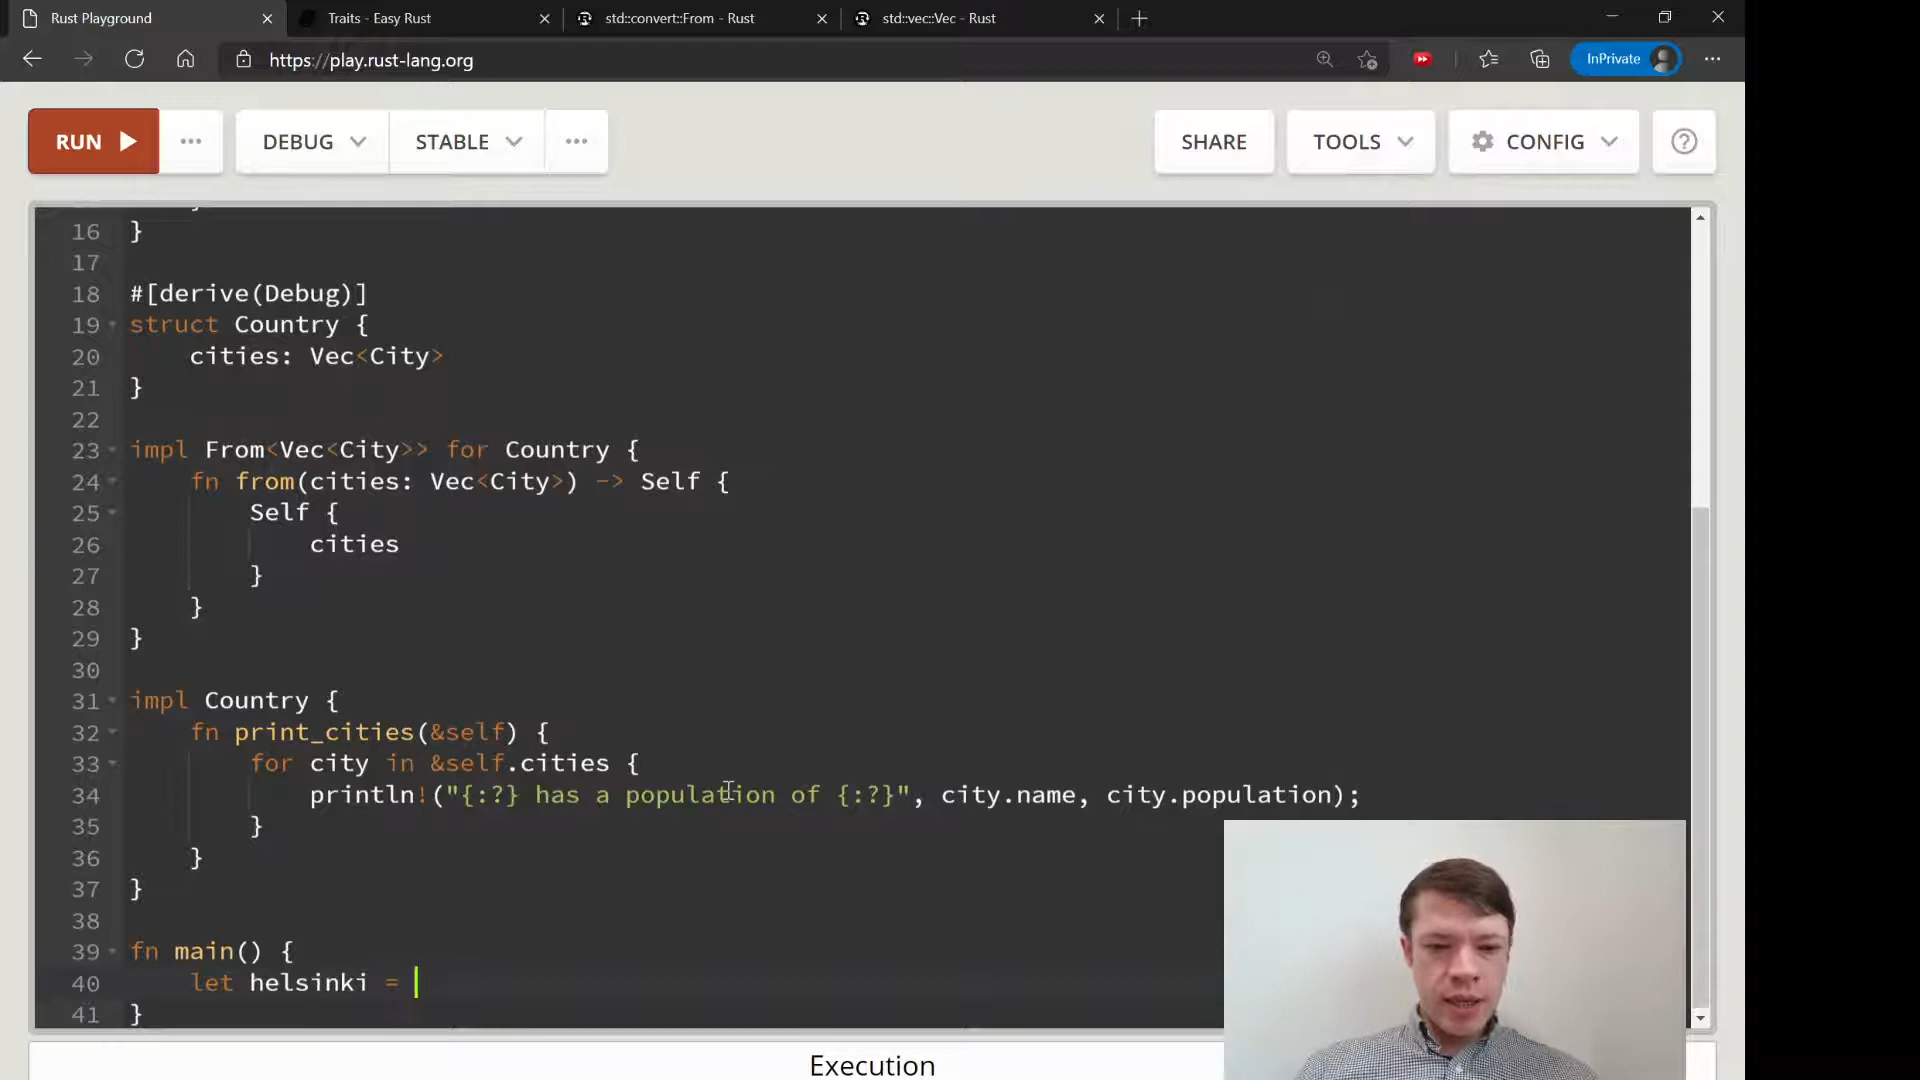 Rust Playground
Traits - Easy Rust
std::convert::From - Rust
std::vec::Vec - Rust
https://play.rust-lang.org
InPrivate
RUN
DEBUG
STABLE
SHARE
TOOLS
CONFIG
16 }
17
18 #[derive(Debug)]
19 struct Country {
20 cities: Vec<City>
21 }
22
23 impl From<Vec<City>> for Country {
24 fn from(cities: Vec<City>) -> Self {
25 Self {
26 cities
27 }
28 }
29 }
30
31 impl Country {
32 fn print_cities(&self) {
33 for city in &self.cities {
34 println!("{:?} has a population of {:?}", city.name, city.population);
35 }
36 }
37 }
38
39 fn main() {
40 let helsinki =
41 }
Execution